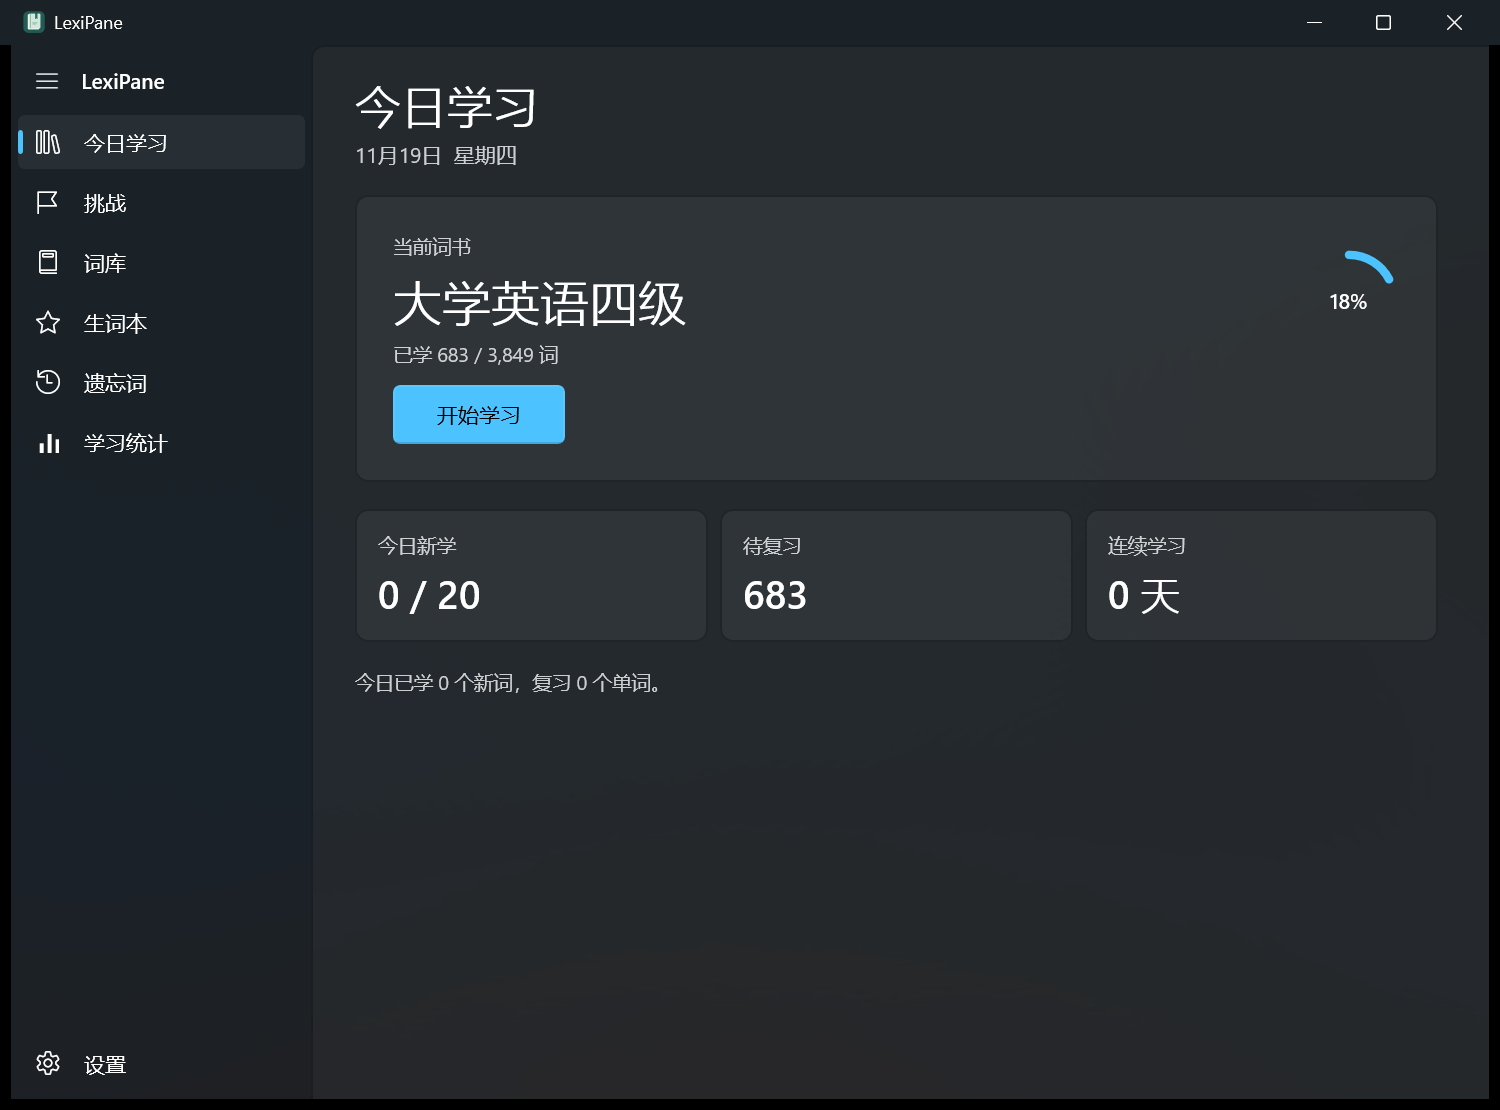 LexiPane
LexiPane
今日学习
挑战
词库
生词本
遗忘词
学习统计
设置
今日学习
11月19日 星期四
当前词书
大学英语四级
已学 683 / 3,849 词
开始学习
18%
今日新学
0 / 20
待复习
683
连续学习
0 天
今日已学 0 个新词，复习 0 个单词。